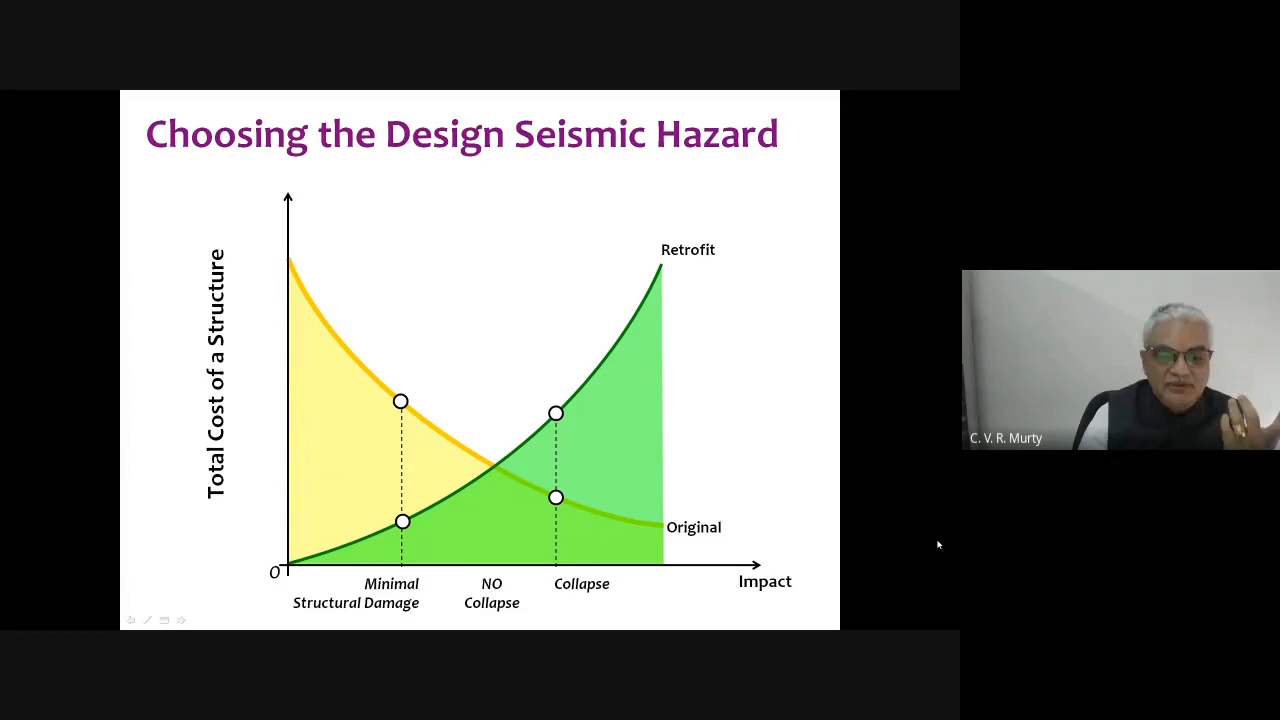 Choosing the Design Seismic Hazard
Total Cost of a Structure
Retrofit
Original
O
Minimal
Structural Damage
NO
Collapse
Collapse
Impact
C. V. R. Murty